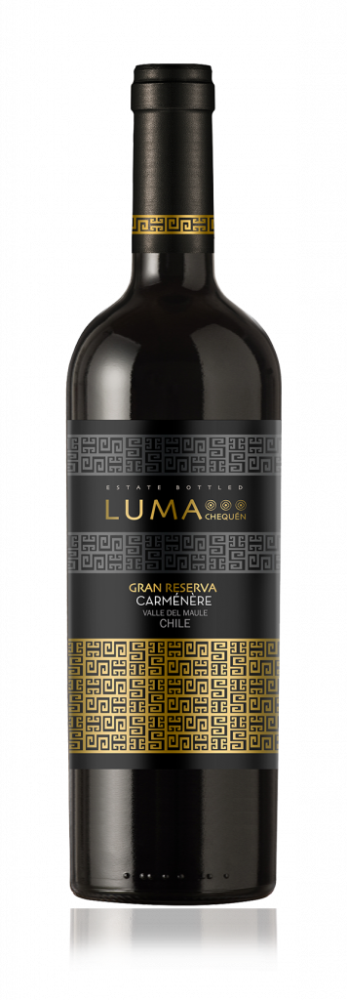 ESTATE BOTTLED
LUMA
CHEQUÉN
GRAN RESERVA
CARMÉNÈRE
VALLE DEL MAULE
CHILE